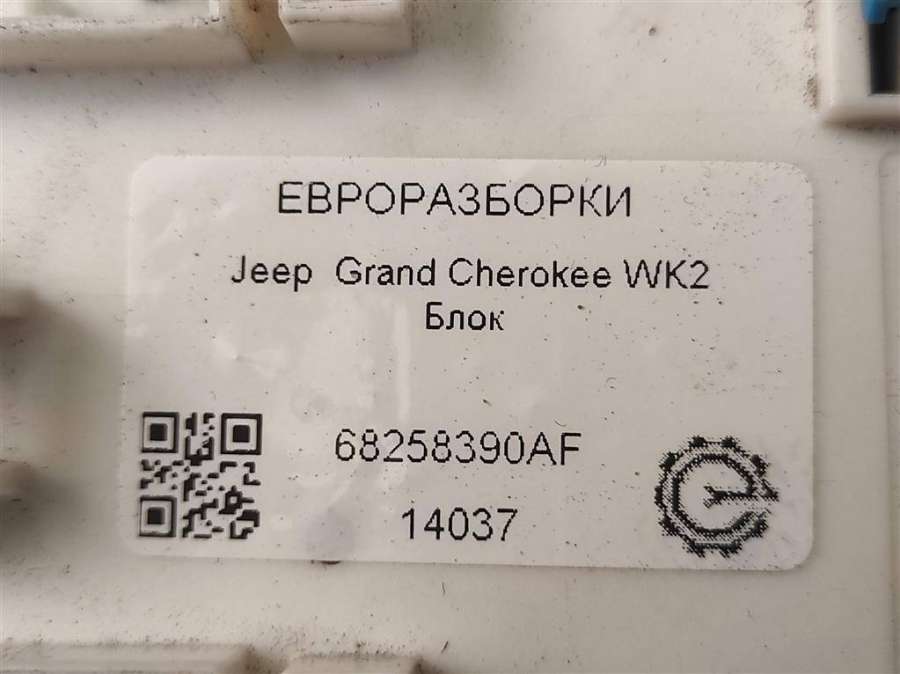 ЕВРОРАЗБОРКИ
Jeep Grand Cherokee WK2
Блок
68258390AF
14037